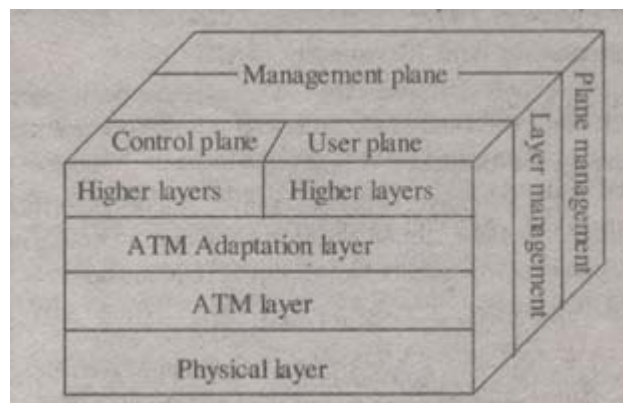 Management plane
Control plane
User plane
Higher layers
Higher layers
ATM Adaptation layer
ATM layer
Physical layer
Layer management
Plane management